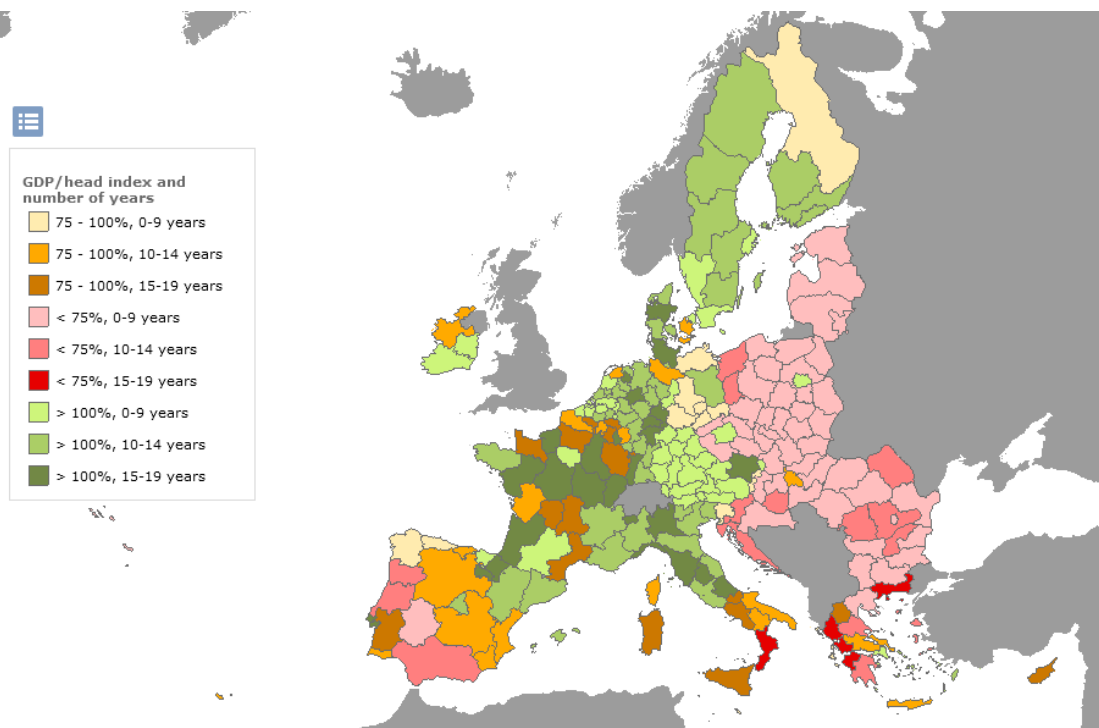 GDP/head index and
number of years
75 - 100%, 0-9 years
75 - 100%, 10-14 years
75 - 100%, 15-19 years
< 75%, 0-9 years
< 75%, 10-14 years
< 75%, 15-19 years
> 100%, 0-9 years
> 100%, 10-14 years
> 100%, 15-19 years